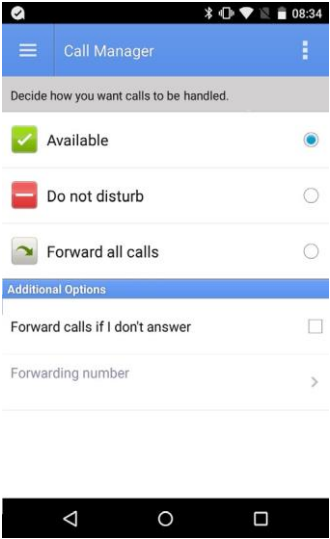 08:34
Call Manager
Decide how you want calls to be handled.
Available
Do not disturb
Forward all calls
Additional Options
Forward calls if I don't answer
Forwarding number